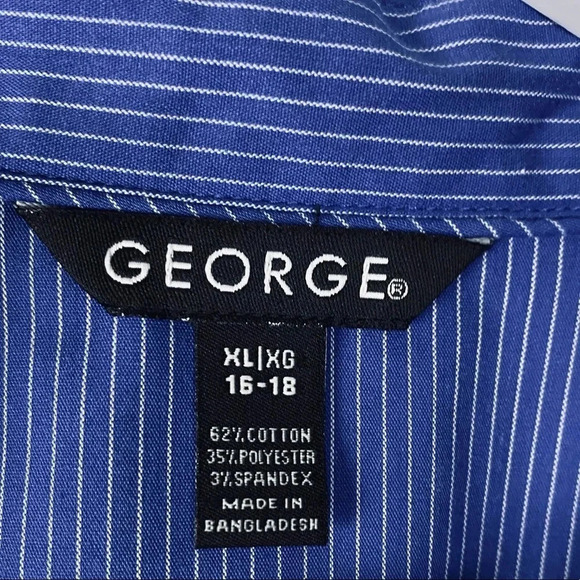 GEORGE®
XL|XG
16-18
62% COTTON
35% POLYESTER
3% SPANDEX
MADE IN
BANGLADESH